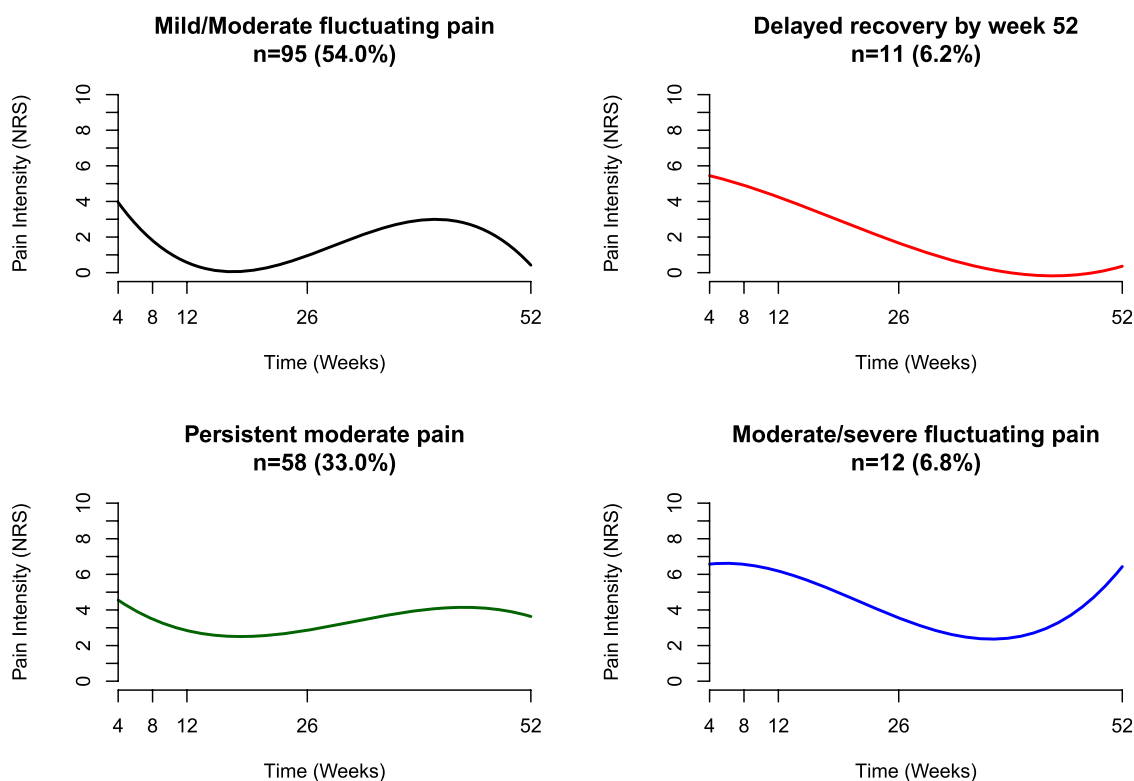 Mild/Moderate fluctuating pain
n=95 (54.0%)
Pain Intensity (NRS)
10
8
6
4
2
0
4 8 12 26 52
Time (Weeks)
Delayed recovery by week 52
n=11 (6.2%)
Pain Intensity (NRS)
10
8
6
4
2
0
4 8 12 26 52
Time (Weeks)
Persistent moderate pain
n=58 (33.0%)
Pain Intensity (NRS)
10
8
6
4
2
0
4 8 12 26 52
Time (Weeks)
Moderate/severe fluctuating pain
n=12 (6.8%)
Pain Intensity (NRS)
10
8
6
4
2
0
4 8 12 26 52
Time (Weeks)